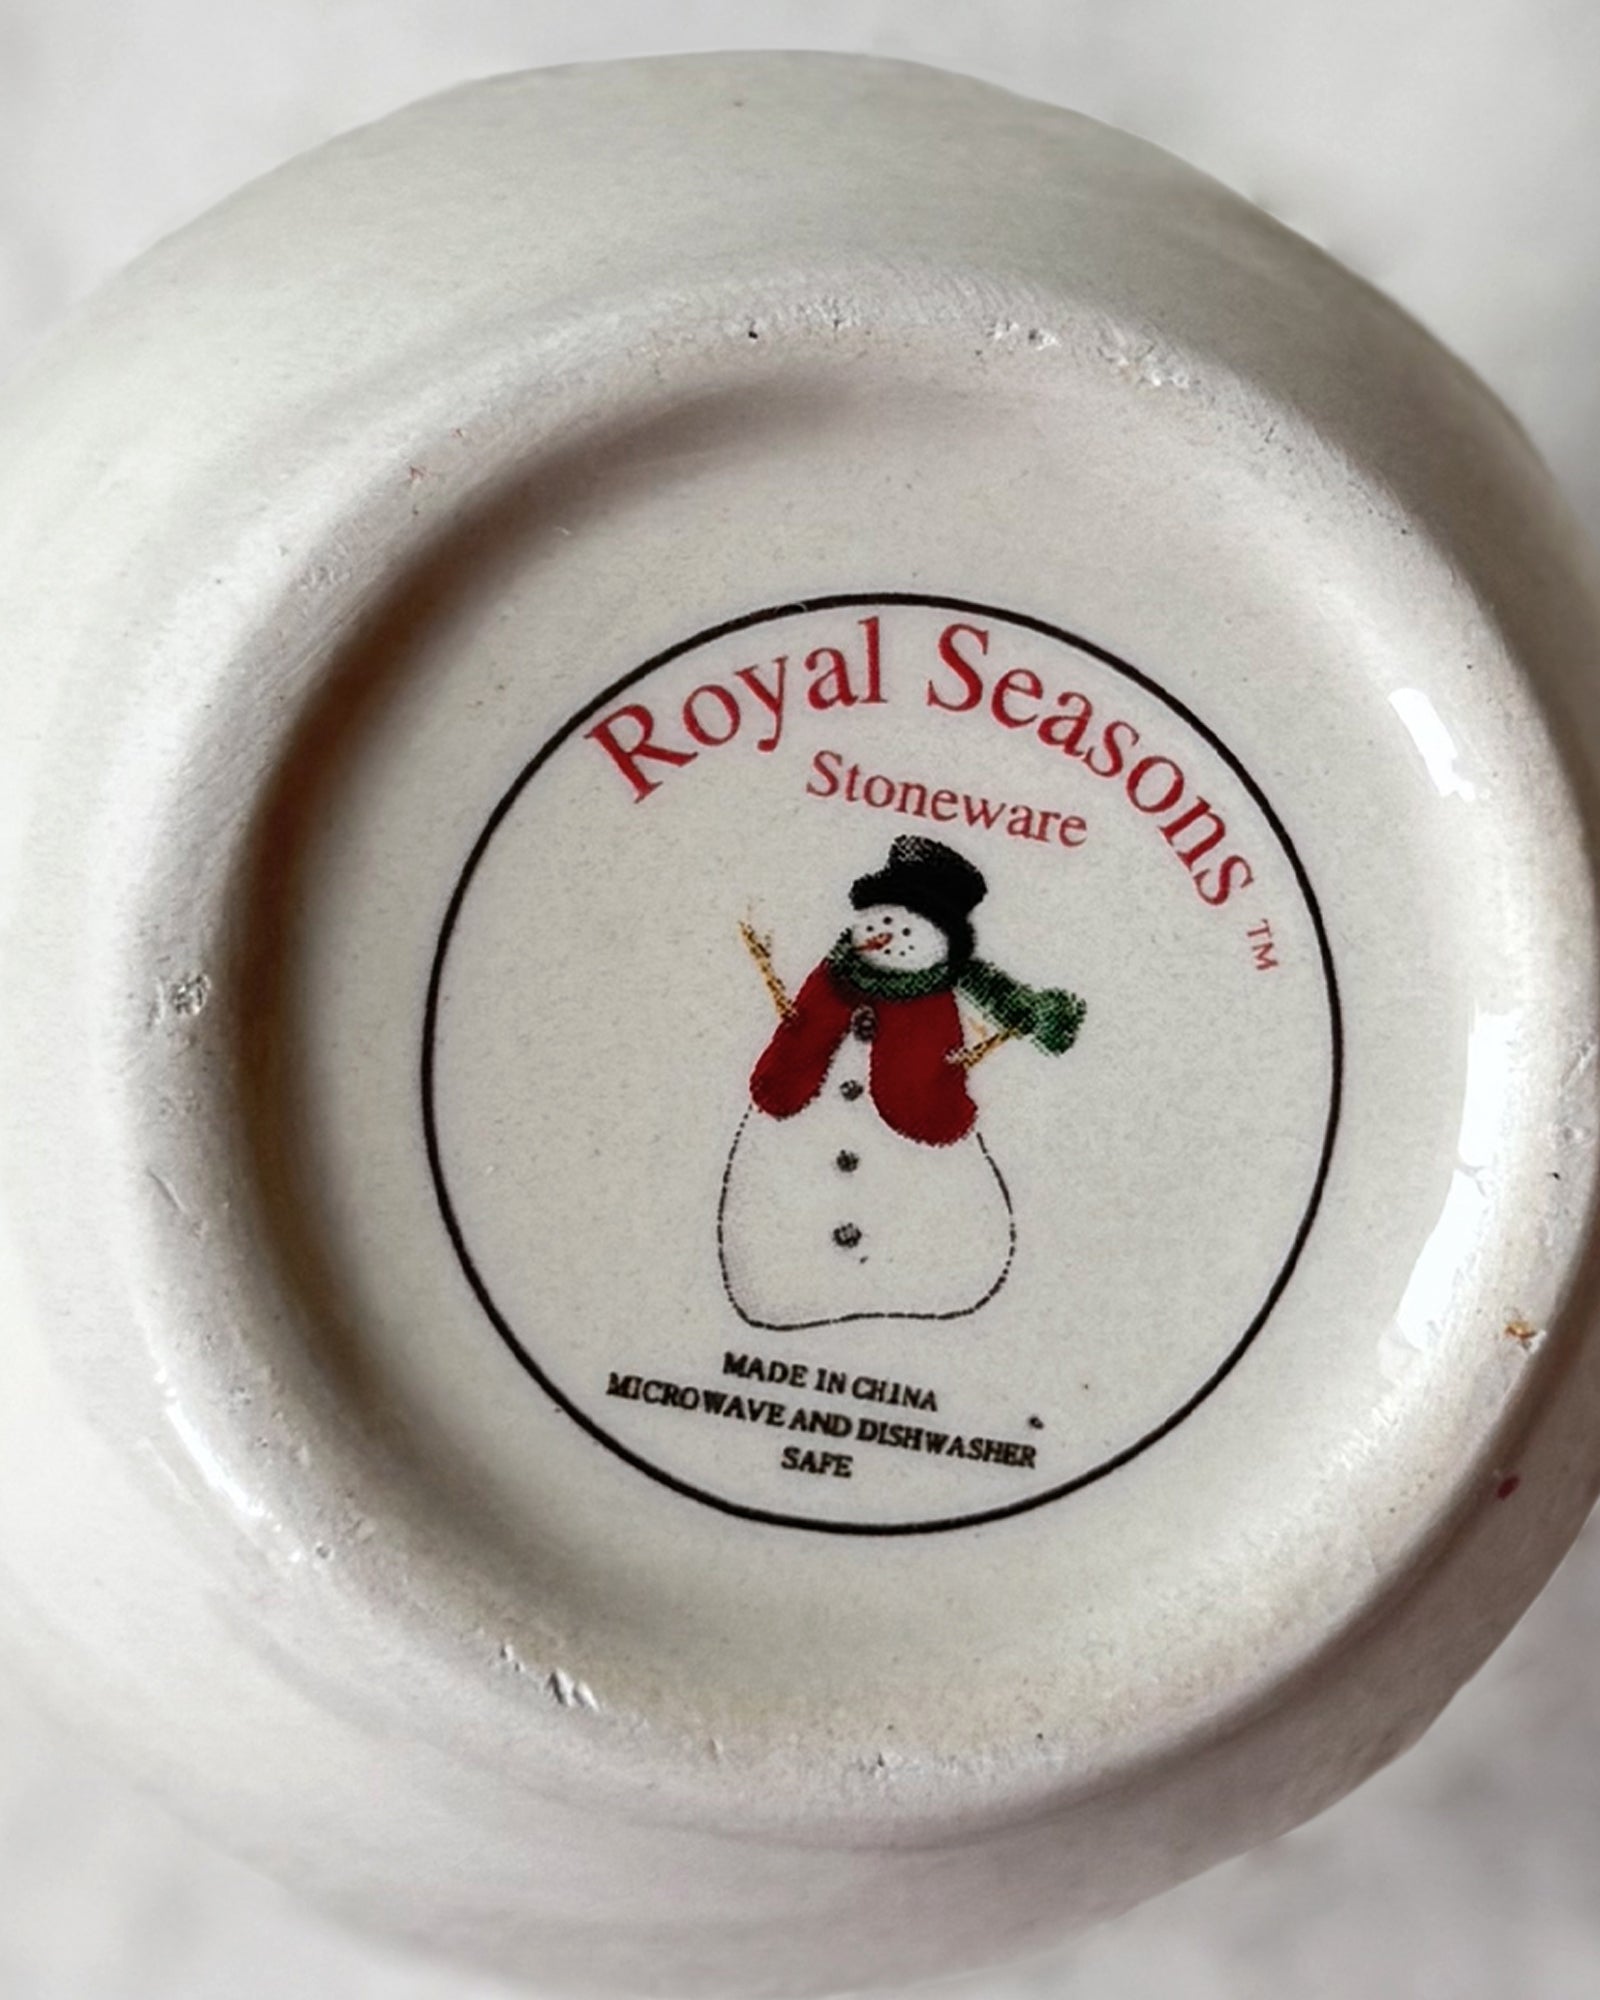 Royal Seasons ™
Stoneware
MADE IN CHINA
MICROWAVE AND DISHWASHER
SAFE